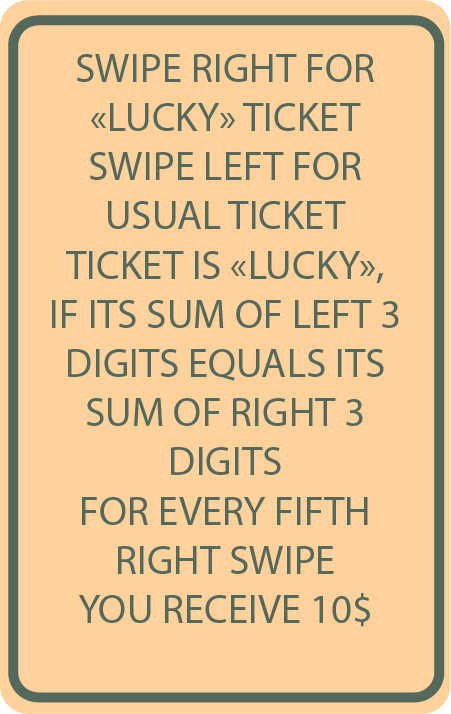 SWIPE RIGHT FOR
«LUCKY» TICKET
SWIPE LEFT FOR
USUAL TICKET
TICKET IS «LUCKY»,
IF ITS SUM OF LEFT 3
DIGITS EQUALS ITS
SUM OF RIGHT 3
DIGITS
FOR EVERY FIFTH
RIGHT SWIPE
YOU RECEIVE 10$